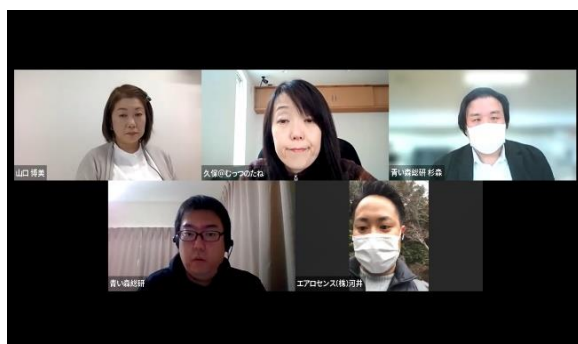 山口 博美
久保@むっつのたね
青い森総研 杉森
青い森総研
エアロセンス(株)河井